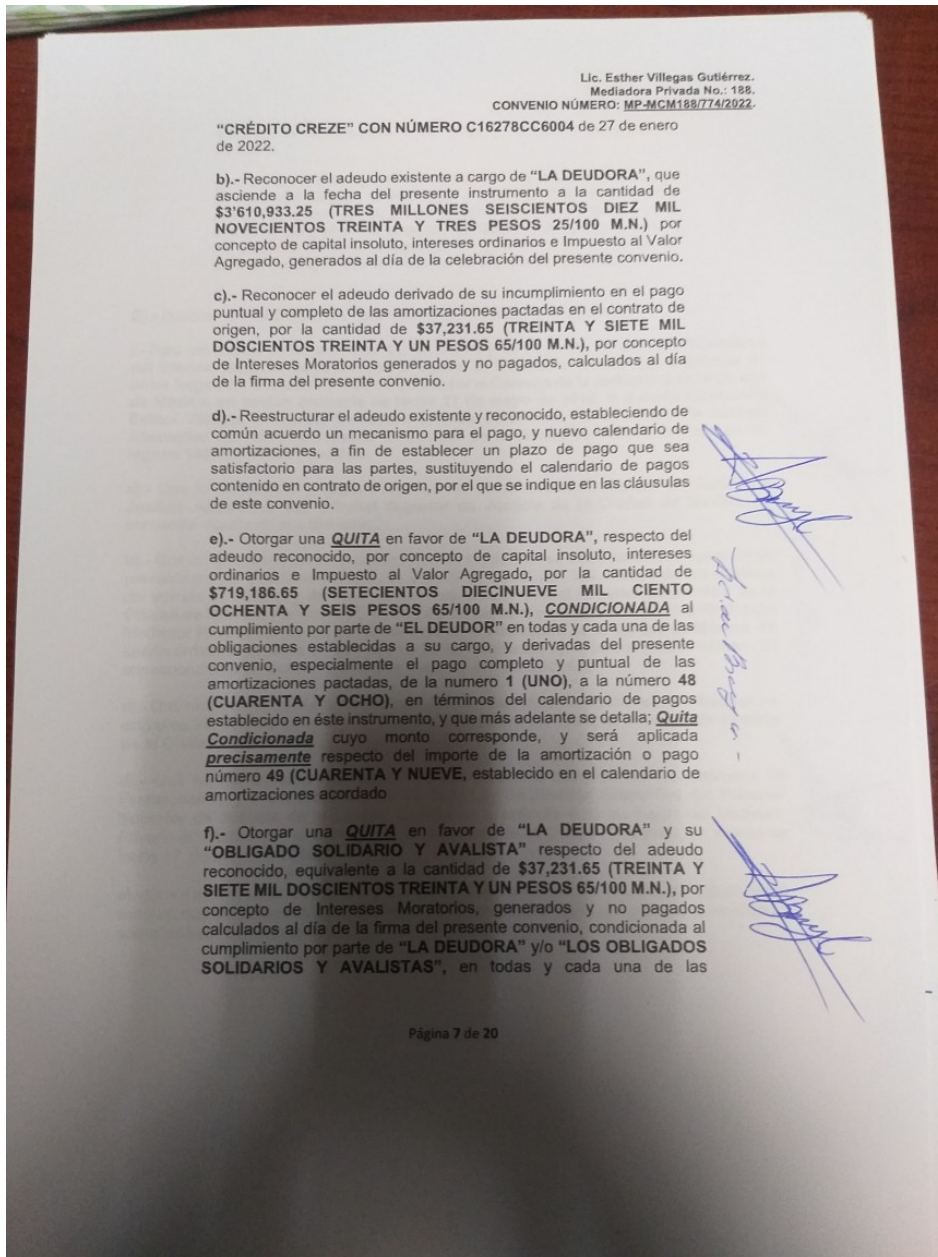 Lic. Esther Villegas Gutiérrez.
Mediadora Privada No.: 188.
CONVENIO NÚMERO: MP-MCM188/774/2022.
“CRÉDITO CREZE” CON NÚMERO C16278CC6004 de 27 de enero
de 2022.
b).- Reconocer el adeudo existente a cargo de “LA DEUDORA”, que
asciende a la fecha del presente instrumento a la cantidad de
$3’610,933.25 (TRES MILLONES SEISCIENTOS DIEZ MIL
NOVECIENTOS TREINTA Y TRES PESOS 25/100 M.N.) por
concepto de capital insoluto, intereses ordinarios e Impuesto al Valor
Agregado, generados al día de la celebración del presente convenio.
c).- Reconocer el adeudo derivado de su incumplimiento en el pago
puntual y completo de las amortizaciones pactadas en el contrato de
origen, por la cantidad de $37,231.65 (TREINTA Y SIETE MIL
DOSCIENTOS TREINTA Y UN PESOS 65/100 M.N.), por concepto
de Intereses Moratorios generados y no pagados, calculados al día
de la firma del presente convenio.
d).- Reestructurar el adeudo existente y reconocido, estableciendo de
común acuerdo un mecanismo para el pago, y nuevo calendario de
amortizaciones, a fin de establecer un plazo de pago que sea
satisfactorio para las partes, sustituyendo el calendario de pagos
contenido en contrato de origen, por el que se indique en las cláusulas
de este convenio.
e).- Otorgar una QUITA en favor de “LA DEUDORA”, respecto del
adeudo reconocido, por concepto de capital insoluto, intereses
ordinarios e Impuesto al Valor Agregado, por la cantidad de
$719,186.65 (SETECIENTOS DIECINUEVE MIL CIENTO
OCHENTA Y SEIS PESOS 65/100 M.N.), CONDICIONADA al
cumplimiento por parte de “EL DEUDOR” en todas y cada una de las
obligaciones establecidas a su cargo, y derivadas del presente
convenio, especialmente el pago completo y puntual de las
amortizaciones pactadas, de la numero 1 (UNO), a la número 48
(CUARENTA Y OCHO), en términos del calendario de pagos
establecido en éste instrumento, y que más adelante se detalla; Quita
Condicionada cuyo monto corresponde, y será aplicada
precisamente respecto del importe de la amortización o pago
número 49 (CUARENTA Y NUEVE, establecido en el calendario de
amortizaciones acordado
f).- Otorgar una QUITA en favor de “LA DEUDORA” y su
“OBLIGADO SOLIDARIO Y AVALISTA” respecto del adeudo
reconocido, equivalente a la cantidad de $37,231.65 (TREINTA Y
SIETE MIL DOSCIENTOS TREINTA Y UN PESOS 65/100 M.N.), por
concepto de Intereses Moratorios, generados y no pagados
calculados al día de la firma del presente convenio, condicionada al
cumplimiento por parte de “LA DEUDORA” y/o “LOS OBLIGADOS
SOLIDARIOS Y AVALISTAS”, en todas y cada una de las
Página 7 de 20